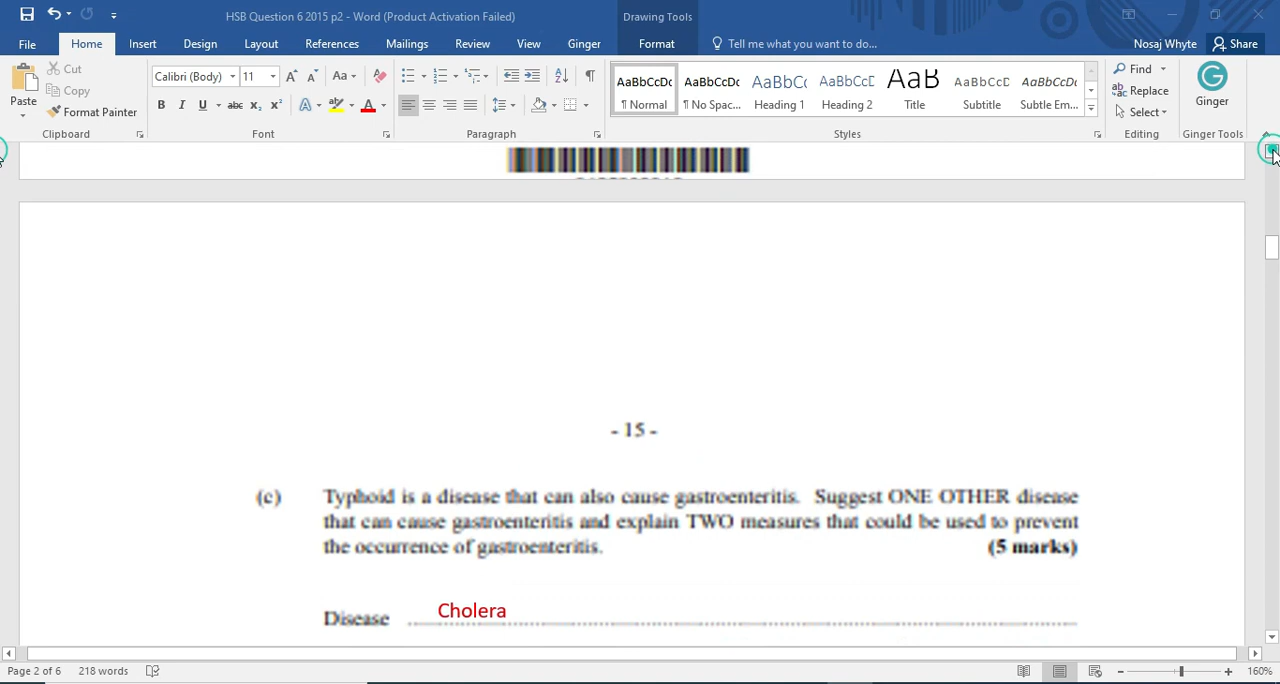 HSB Question 6 2015 p2 - Word (Product Activation Failed)
Drawing Tools
File
Home
Insert
Design
Layout
References
Mailings
Review
View
Ginger
Format
Tell me what you want to do...
Nosaj Whyte
Share
Paste
Cut
Copy
Format Painter
Clipboard
Calibri (Body)
11
Font
Paragraph
AaBbCcDc
¶ Normal
AaBbCcDc
¶ No Spac...
AaBbCc
Heading 1
AaBbCcD
Heading 2
AaB
Title
AaBbCcD
Subtitle
AaBbCcDc
Subtle Em...
Styles
Find
Replace
Select
Editing
Ginger
Ginger Tools
- 15 -
(c) Typhoid is a disease that can also cause gastroenteritis. Suggest ONE OTHER disease
that can cause gastroenteritis and explain TWO measures that could be used to prevent
the occurrence of gastroenteritis. (5 marks)
Disease Cholera
Page 2 of 6 218 words
160%